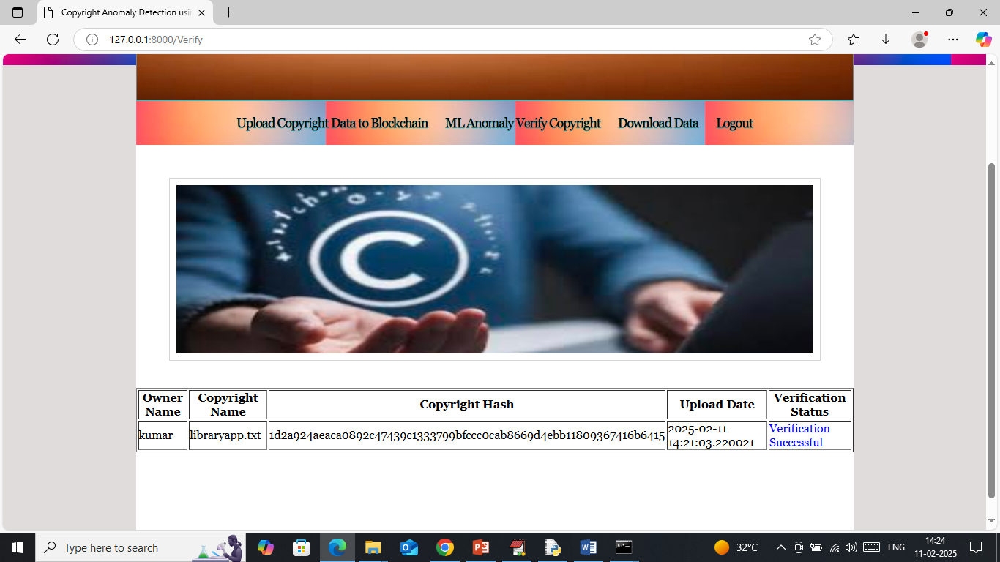 Copyright Anomaly Detection usi
127.0.0.1:8000/Verify
Upload Copyright Data to Blockchain ML Anomaly Verify Copyright Download Data Logout
C
Owner Name Copyright Name Copyright Hash Upload Date Verification Status
kumar libraryapp.txt 1d2a924aeaca0892c47439c1333799bfccc0cab8669d4ebb11809367416b6415 2025-02-11 14:21:03.220021 Verification Successful
Type here to search
32°C
ENG
14:24
11-02-2025